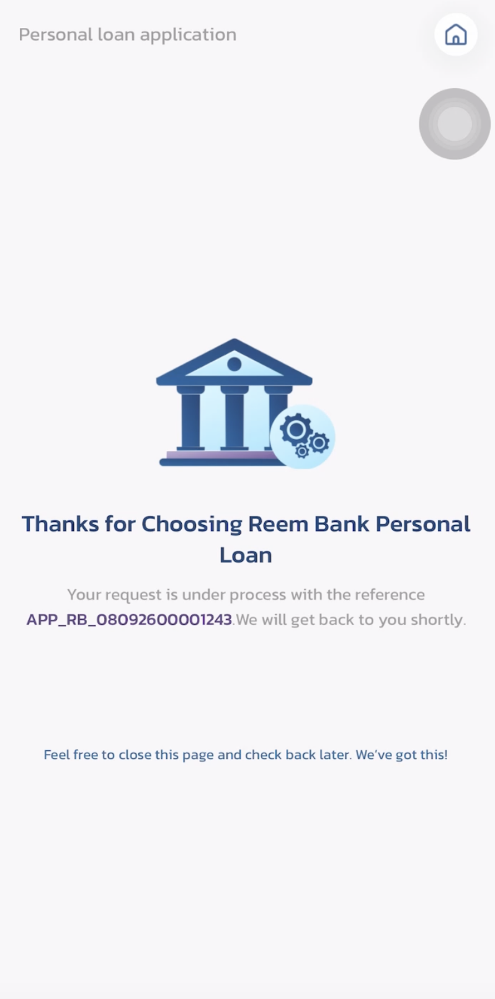 Personal loan application
Thanks for Choosing Reem Bank Personal
Loan
Your request is under process with the reference
APP_RB_08092600001243.We will get back to you shortly.
Feel free to close this page and check back later. We’ve got this!